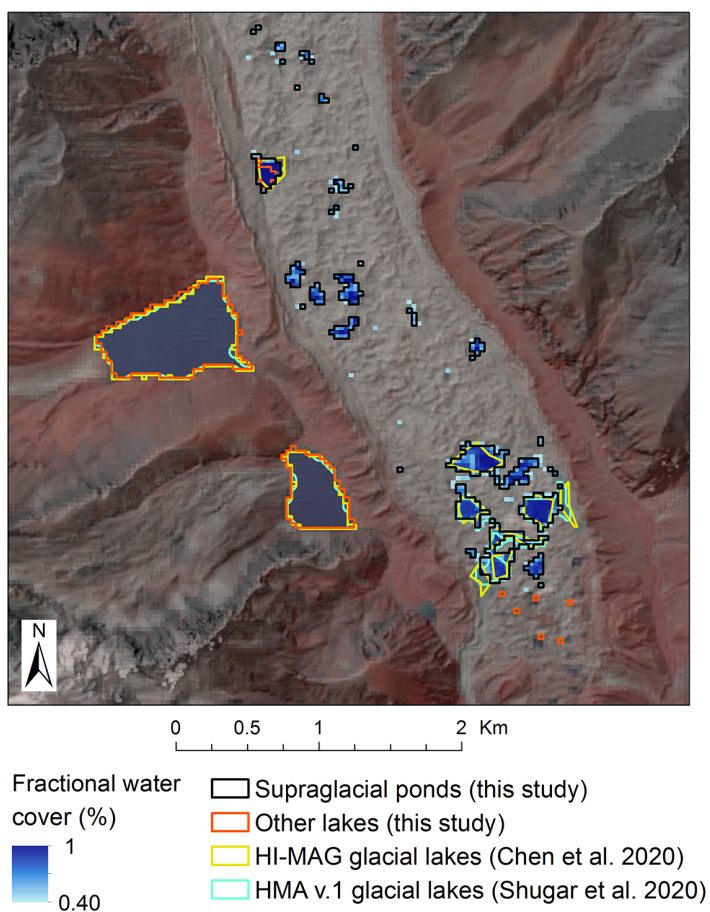 N
0 0.5 1 2 Km
Fractional water
cover (%)
1
0.40
Supraglacial ponds (this study)
Other lakes (this study)
HI-MAG glacial lakes (Chen et al. 2020)
HMA v.1 glacial lakes (Shugar et al. 2020)